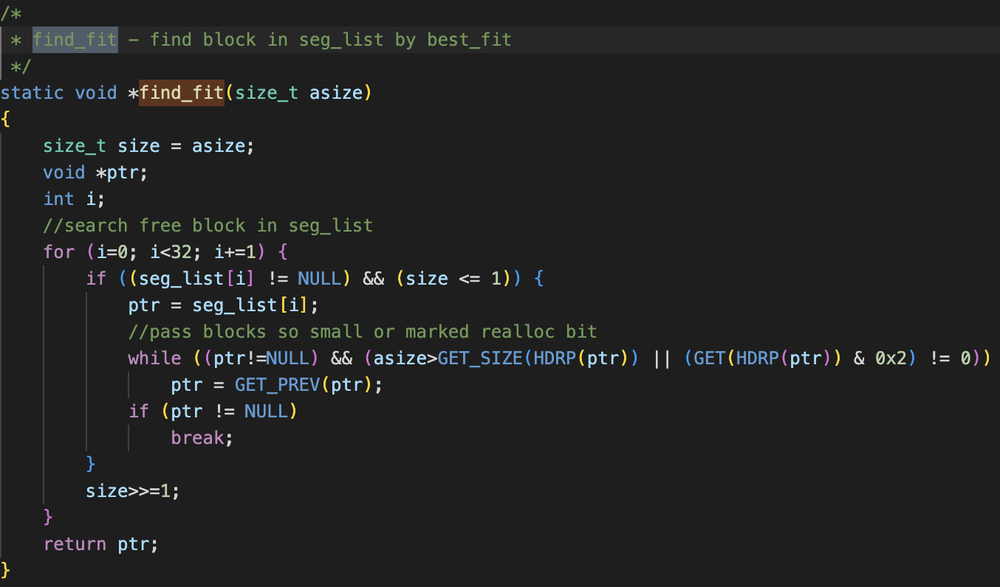 /*
 * find_fit – find block in seg_list by best_fit
 */
static void *find_fit(size_t asize)
{
    size_t size = asize;
    void *ptr;
    int i;
    //search free block in seg_list
    for (i=0; i<32; i+=1) {
        if ((seg_list[i] != NULL) && (size <= 1)) {
            ptr = seg_list[i];
            //pass blocks so small or marked realloc bit
            while ((ptr!=NULL) && (asize>GET_SIZE(HDRP(ptr)) || (GET(HDRP(ptr)) & 0x2) != 0))
                ptr = GET_PREV(ptr);
            if (ptr != NULL)
                break;
        }
        size>>=1;
    }
    return ptr;
}